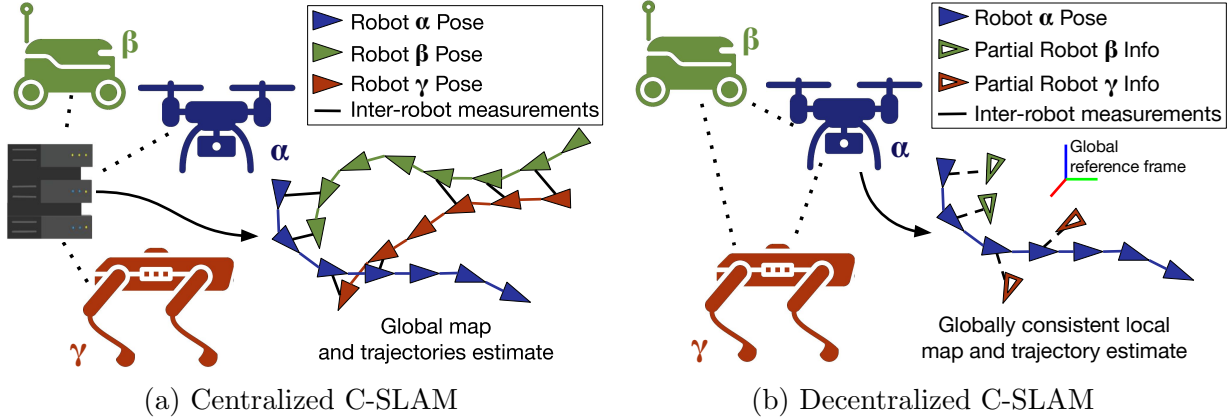 β
α
γ
Robot α Pose
Robot β Pose
Robot γ Pose
Inter-robot measurements
Global map
and trajectories estimate
(a) Centralized C-SLAM
β
α
γ
Robot α Pose
Partial Robot β Info
Partial Robot γ Info
Inter-robot measurements
Global
reference frame
Globally consistent local
map and trajectory estimate
(b) Decentralized C-SLAM